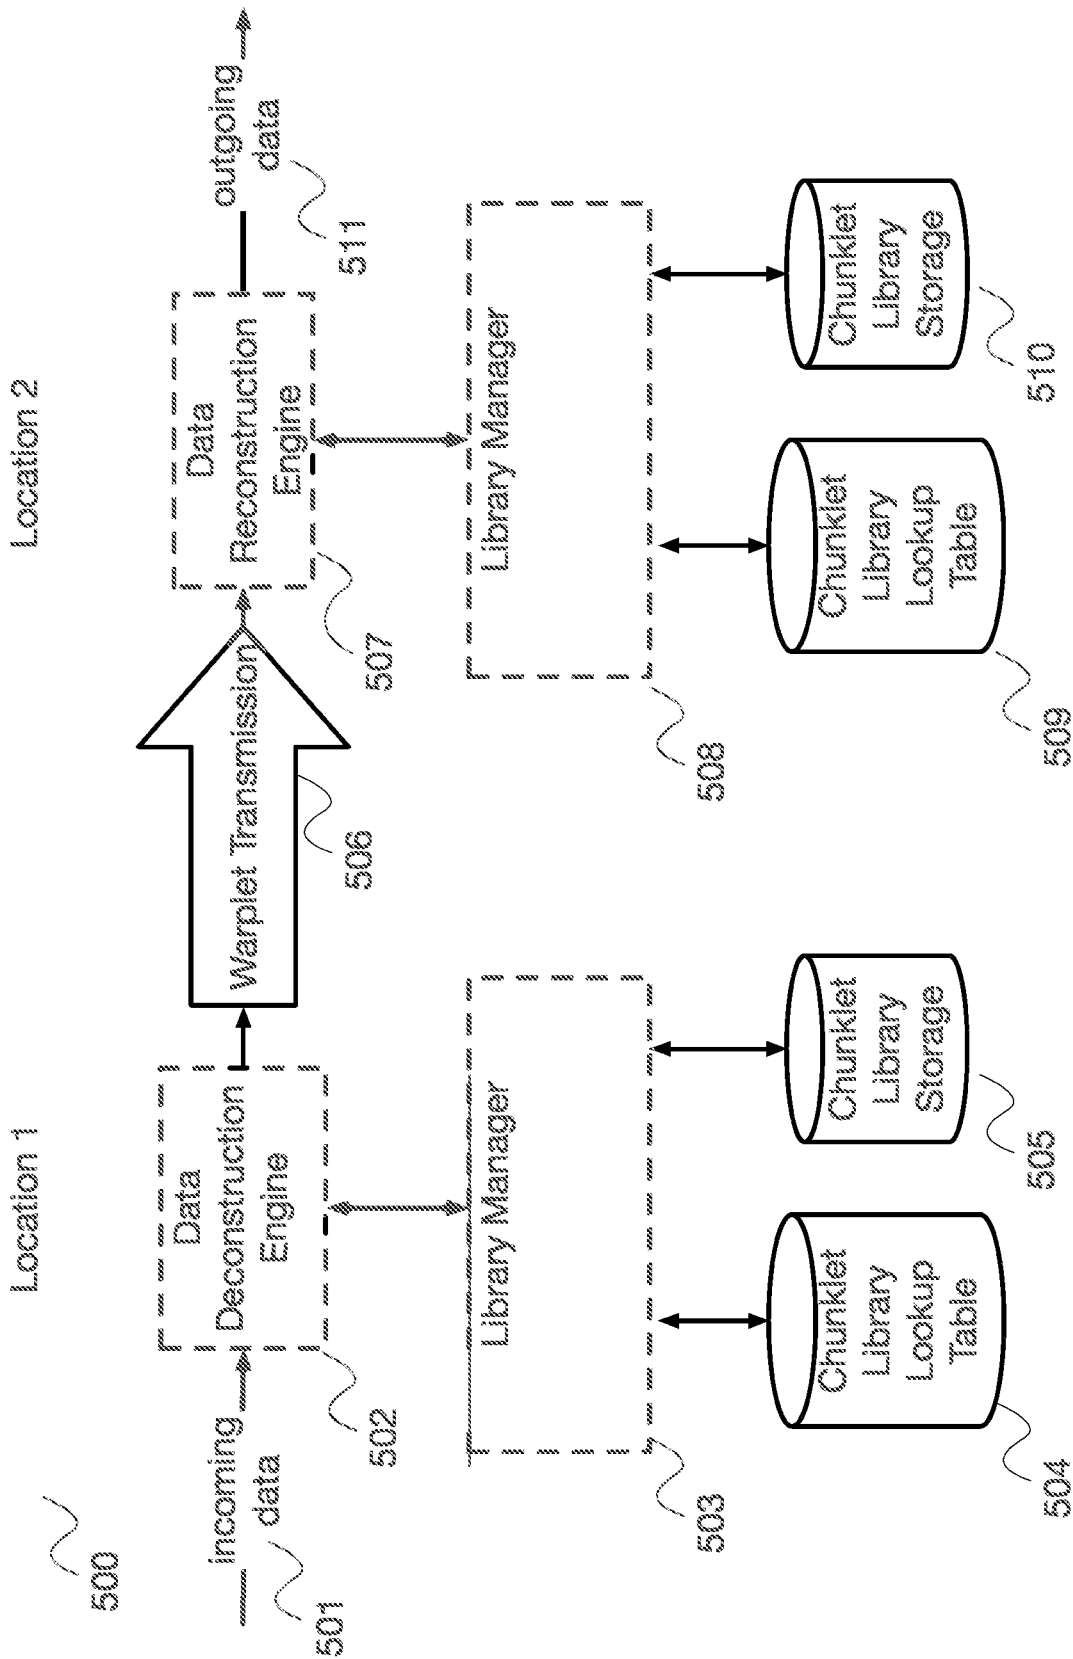 500
Location 1
Location 2
incoming
data
501
Data
Deconstruction
Engine
502
Warplet Transmission
506
Data
Reconstruction
Engine
507
outgoing
data
511
Library Manager
503
Library Manager
508
Chunklet
Library
Lookup
Table
504
Chunklet
Library
Storage
505
Chunklet
Library
Lookup
Table
509
Chunklet
Library
Storage
510